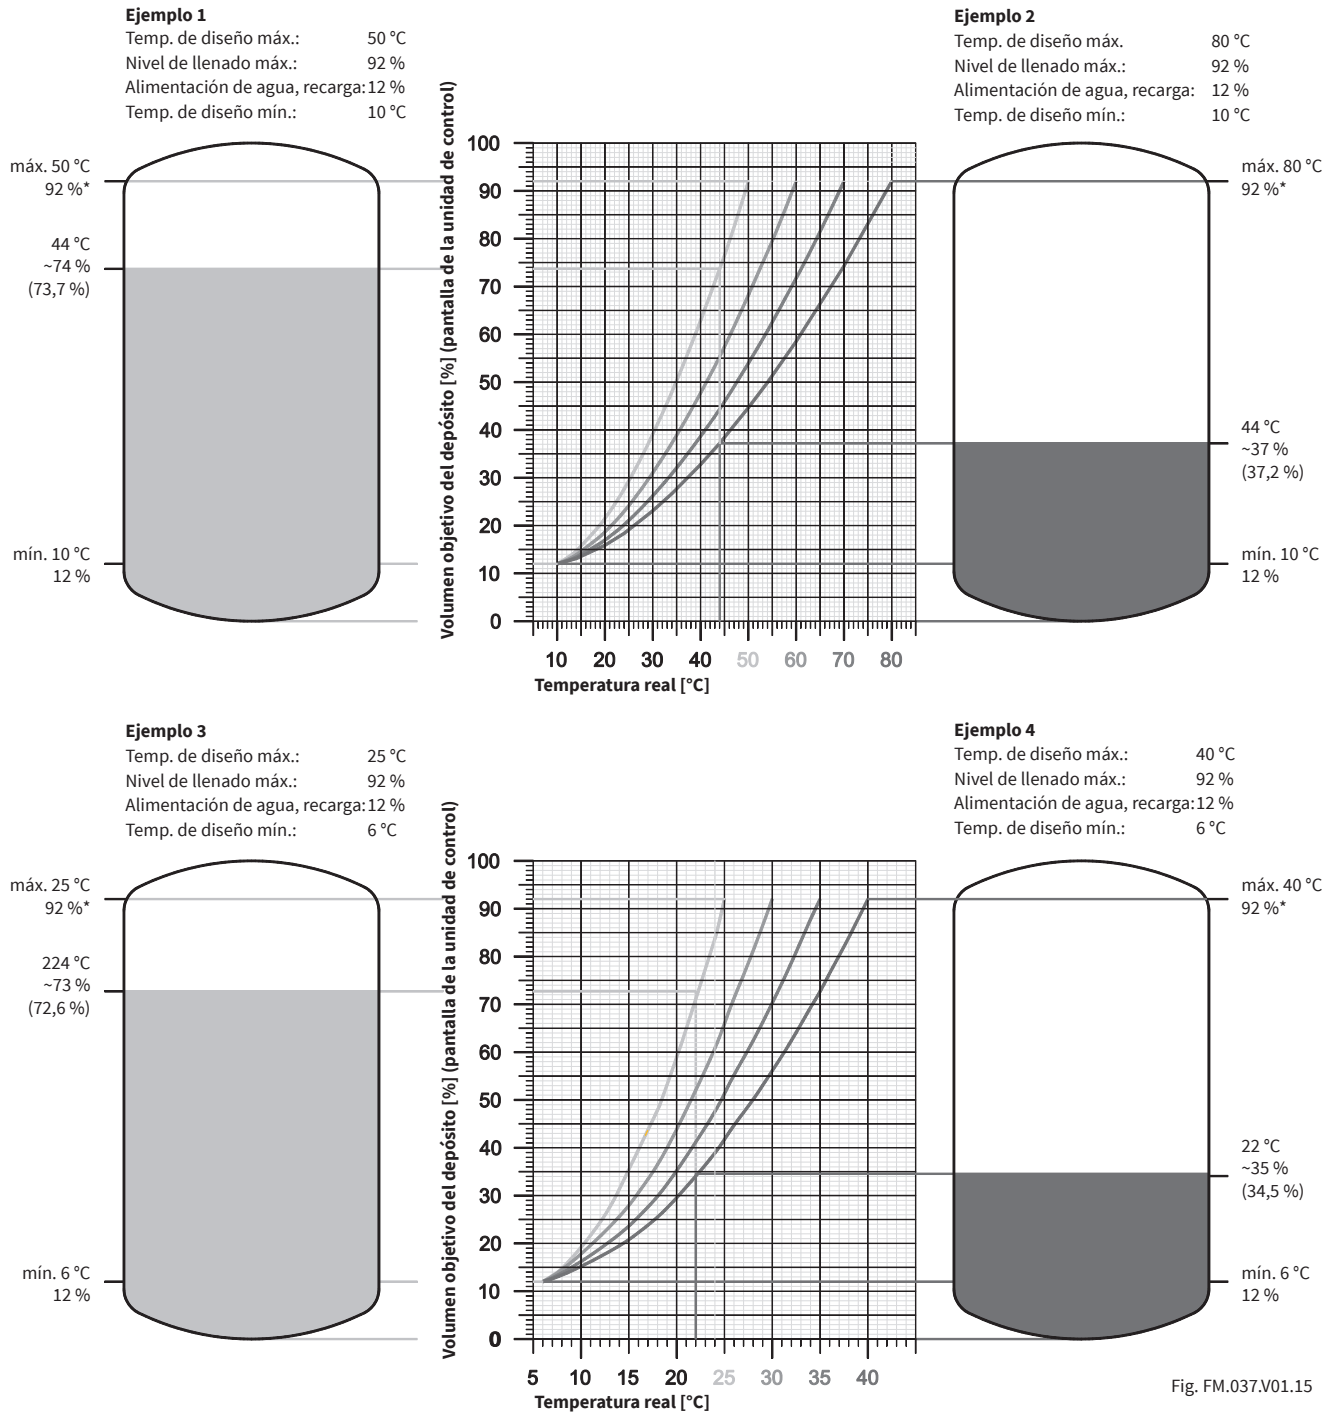 Ejemplo 1
Temp. de diseño máx.: 50 °C
Nivel de llenado máx.: 92 %
Alimentación de agua, recarga: 12 %
Temp. de diseño mín.: 10 °C
Ejemplo 2
Temp. de diseño máx. 80 °C
Nivel de llenado máx.: 92 %
Alimentación de agua, recarga: 12 %
Temp. de diseño mín.: 10 °C
máx. 50 °C
92 %*
44 °C
~74 %
(73,7 %)
mín. 10 °C
12 %
Volumen objetivo del depósito [%] (pantalla de la unidad de control)
100
90
80
70
60
50
40
30
20
10
0
10 20 30 40 50 60 70 80
Temperatura real [°C]
máx. 80 °C
92 %*
44 °C
~37 %
(37,2 %)
mín. 10 °C
12 %
Ejemplo 3
Temp. de diseño máx.: 25 °C
Nivel de llenado máx.: 92 %
Alimentación de agua, recarga: 12 %
Temp. de diseño mín.: 6 °C
Ejemplo 4
Temp. de diseño máx.: 40 °C
Nivel de llenado máx.: 92 %
Alimentación de agua, recarga: 12 %
Temp. de diseño mín.: 6 °C
máx. 25 °C
92 %*
224 °C
~73 %
(72,6 %)
mín. 6 °C
12 %
Volumen objetivo del depósito [%] (pantalla de la unidad de control)
100
90
80
70
60
50
40
30
20
10
0
5 10 15 20 25 30 35 40
Temperatura real [°C]
máx. 40 °C
92 %*
22 °C
~35 %
(34,5 %)
mín. 6 °C
12 %
Fig. FM.037.V01.15